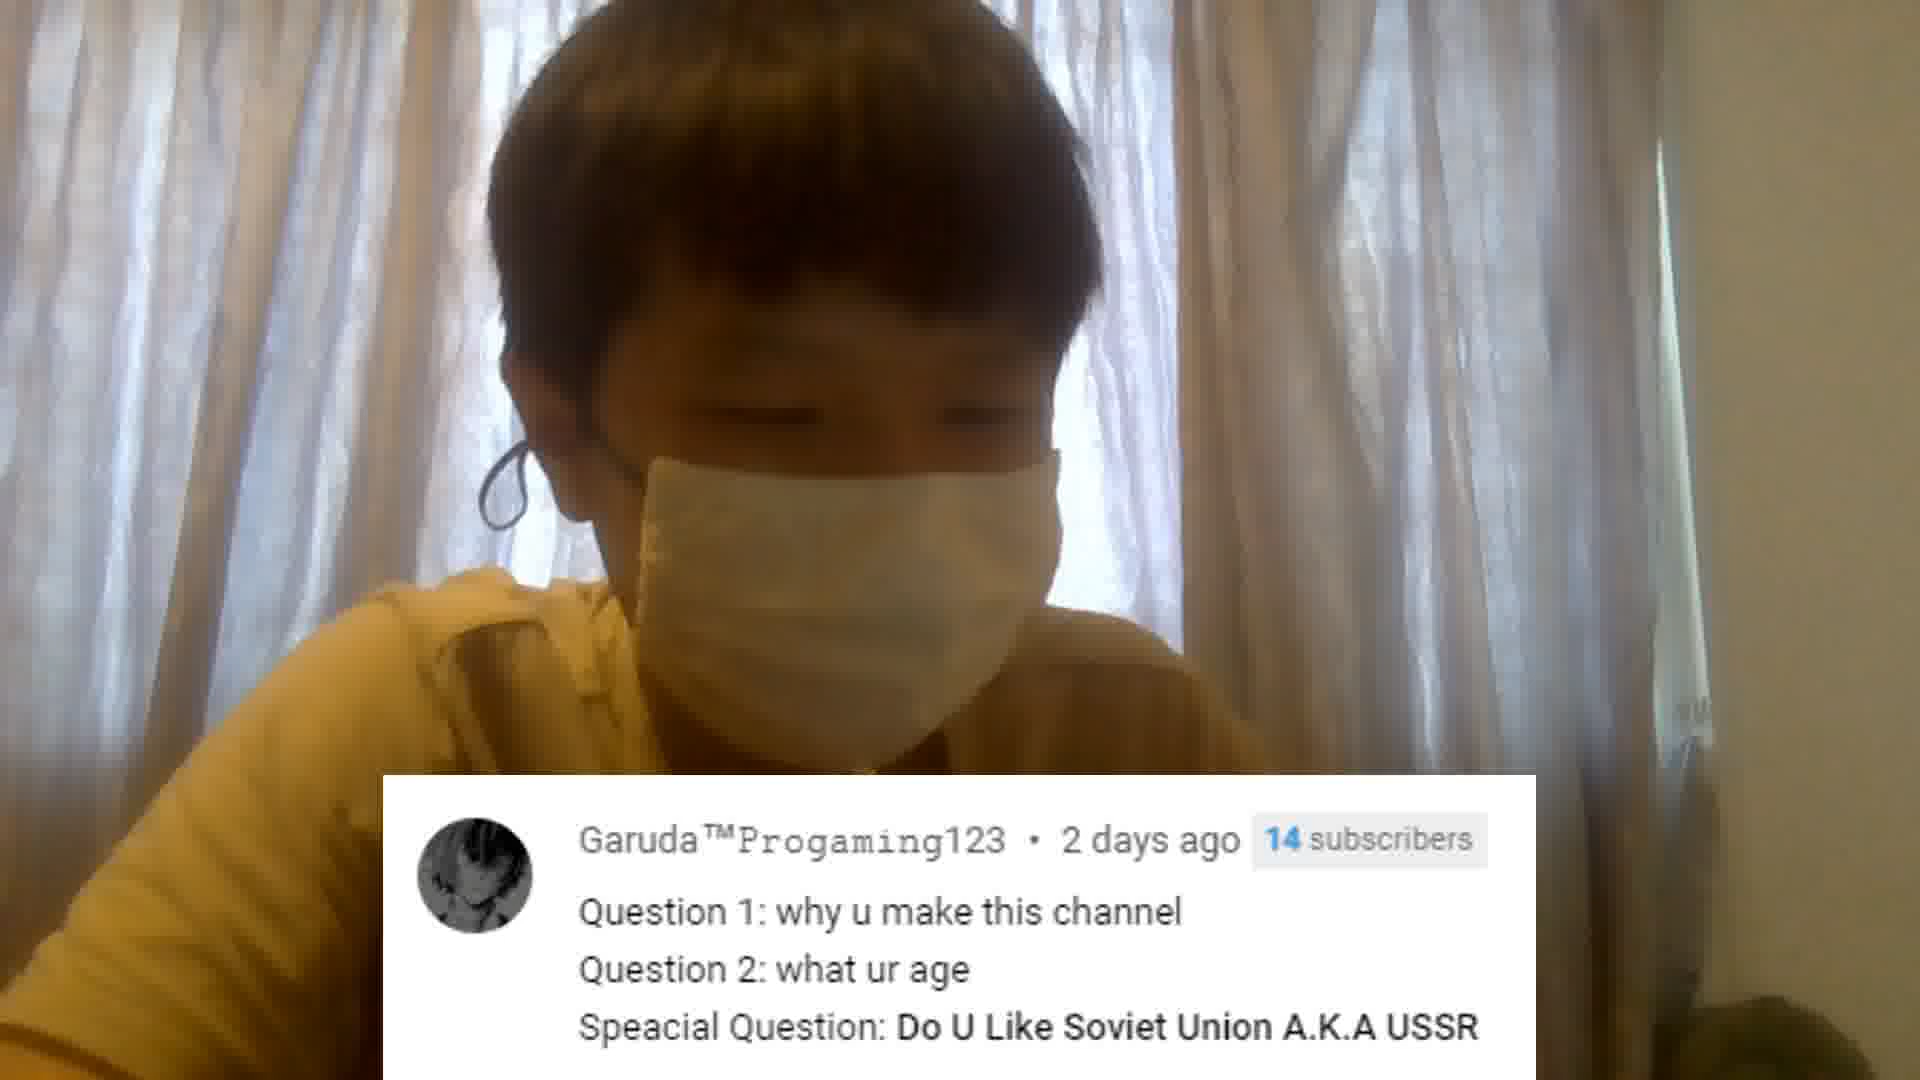 Garuda™Progaming123 • 2 days ago 14 subscribers
Question 1: why u make this channel
Question 2: what ur age
Speacial Question: Do U Like Soviet Union A.K.A USSR